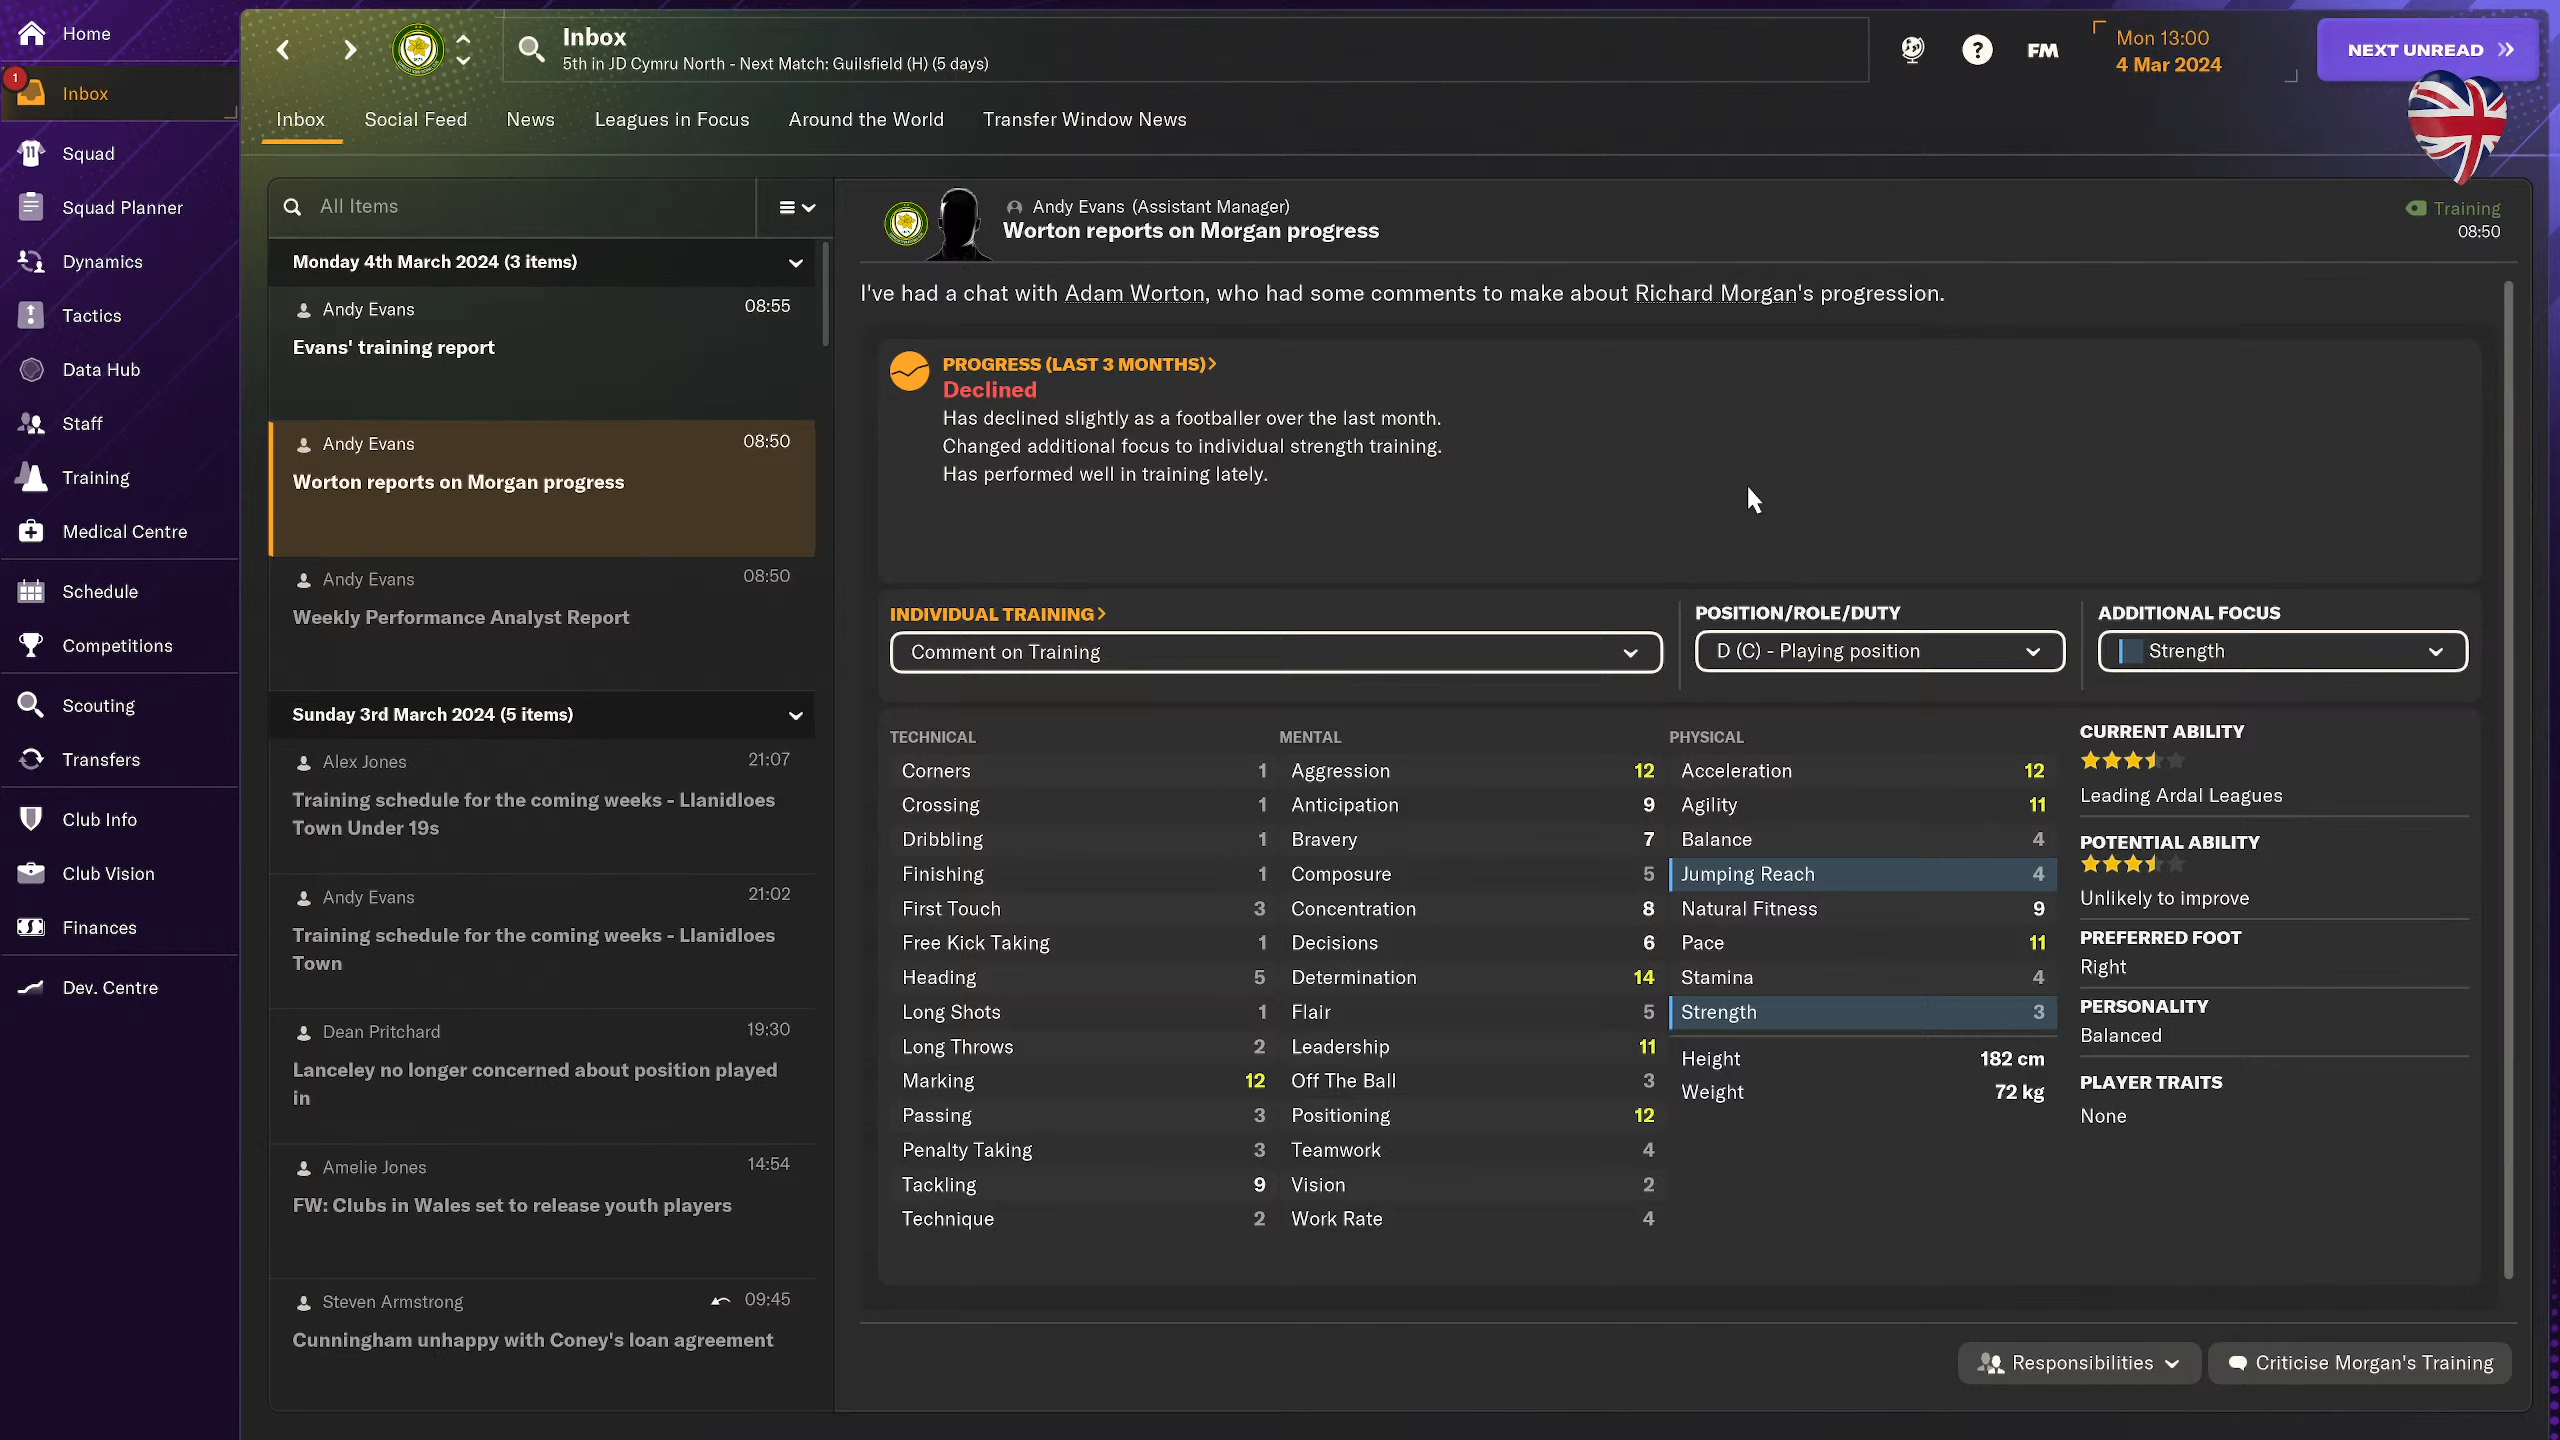 Home
1
Inbox
Squad
Squad Planner
Dynamics
Tactics
Data Hub
Staff
Training
Medical Centre
Schedule
Competitions
Scouting
Transfers
Club Info
Club Vision
Finances
Dev. Centre
Inbox
5th in JD Cymru North - Next Match: Guilsfield (H) (5 days)
?
FM
Mon 13:00
4 Mar 2024
NEXT UNREAD
Inbox
Social Feed
News
Leagues in Focus
Around the World
Transfer Window News
All Items
Monday 4th March 2024 (3 items)
Andy Evans 08:55
Evans' training report
Andy Evans 08:50
Worton reports on Morgan progress
Andy Evans 08:50
Weekly Performance Analyst Report
Sunday 3rd March 2024 (5 items)
Alex Jones 21:07
Training schedule for the coming weeks - Llanidloes
Town Under 19s
Andy Evans 21:02
Training schedule for the coming weeks - Llanidloes
Town
Dean Pritchard 19:30
Lanceley no longer concerned about position played
in
Amelie Jones 14:54
FW: Clubs in Wales set to release youth players
Steven Armstrong 09:45
Cunningham unhappy with Coney's loan agreement
Andy Evans (Assistant Manager)
Worton reports on Morgan progress
Training
08:50
I've had a chat with Adam Worton, who had some comments to make about Richard Morgan's progression.
PROGRESS (LAST 3 MONTHS)>
Declined
Has declined slightly as a footballer over the last month.
Changed additional focus to individual strength training.
Has performed well in training lately.
INDIVIDUAL TRAINING>
Comment on Training
POSITION/ROLE/DUTY
D (C) - Playing position
ADDITIONAL FOCUS
Strength
TECHNICAL
Corners 1
Crossing 1
Dribbling 1
Finishing 1
First Touch 3
Free Kick Taking 1
Heading 5
Long Shots 1
Long Throws 2
Marking 12
Passing 3
Penalty Taking 3
Tackling 9
Technique 2
MENTAL
Aggression 12
Anticipation 9
Bravery 7
Composure 5
Concentration 8
Decisions 6
Determination 14
Flair 5
Leadership 11
Off The Ball 3
Positioning 12
Teamwork 4
Vision 2
Work Rate 4
PHYSICAL
Acceleration 12
Agility 11
Balance 4
Jumping Reach 4
Natural Fitness 9
Pace 11
Stamina 4
Strength 3
Height 182 cm
Weight 72 kg
CURRENT ABILITY
Leading Ardal Leagues
POTENTIAL ABILITY
Unlikely to improve
PREFERRED FOOT
Right
PERSONALITY
Balanced
PLAYER TRAITS
None
Responsibilities
Criticise Morgan's Training